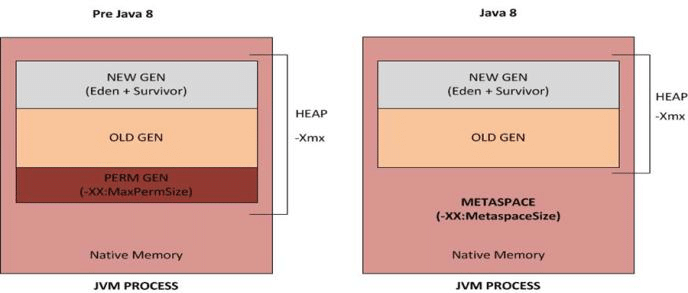 Pre Java 8
NEW GEN
(Eden + Survivor)
OLD GEN
PERM GEN
(-XX:MaxPermSize)
HEAP
-Xmx
Native Memory
JVM PROCESS
Java 8
NEW GEN
(Eden + Survivor)
OLD GEN
HEAP
-Xmx
METASPACE
(-XX:MetaspaceSize)
Native Memory
JVM PROCESS